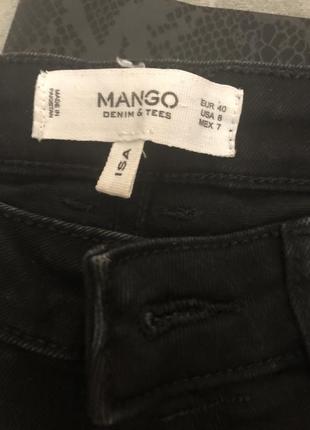 MADE IN
PAKISTAN
MANGO
DENIM & TEES
EUR 40
USA 8
MEX 7
ISA